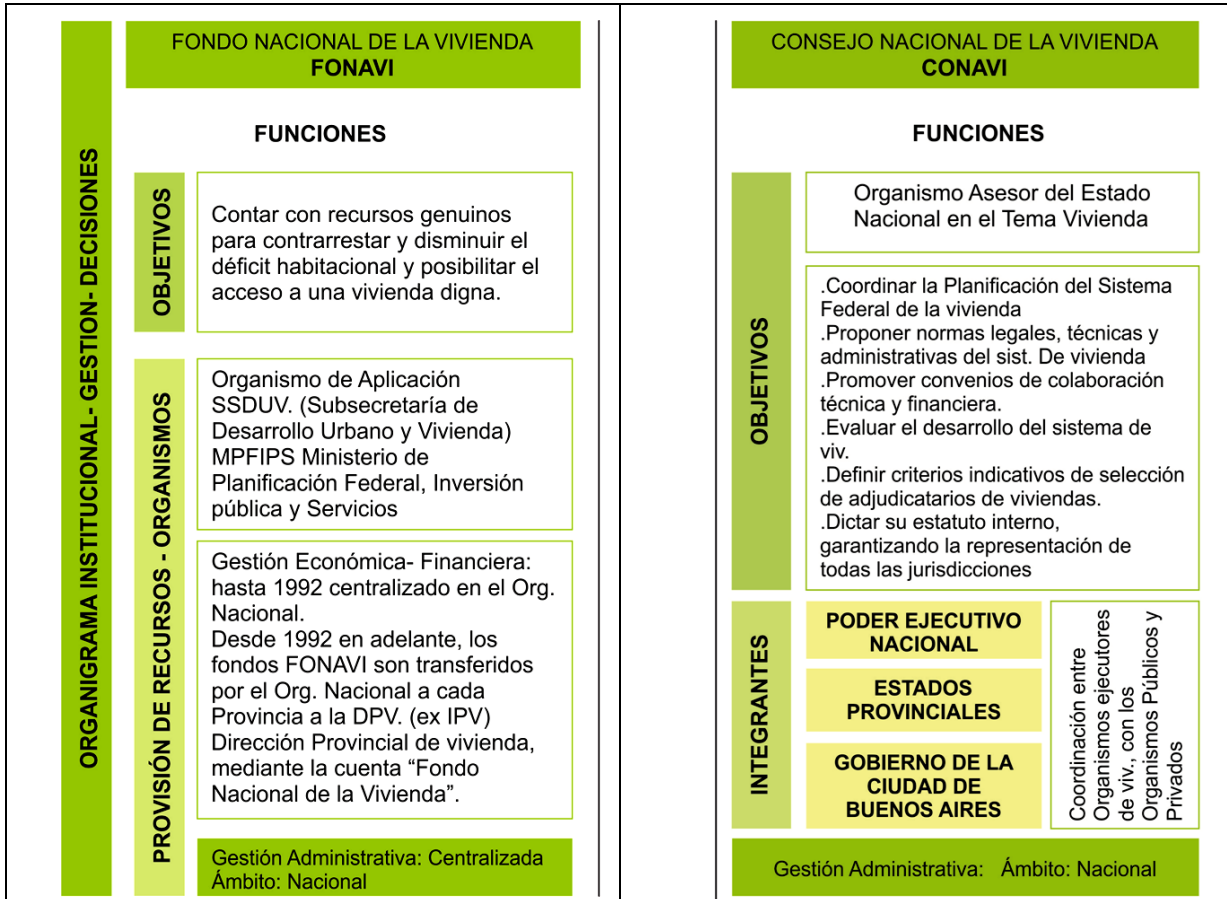 ORGANIGRAMA INSTITUCIONAL- GESTION- DECISIONES
FONDO NACIONAL DE LA VIVIENDA
FONAVI
FUNCIONES
OBJETIVOS
Contar con recursos genuinos
para contrarrestar y disminuir el
déficit habitacional y posibilitar el
acceso a una vivienda digna.
PROVISIÓN DE RECURSOS - ORGANISMOS
Organismo de Aplicación
SSDUV. (Subsecretaría de
Desarrollo Urbano y Vivienda)
MPFIPS Ministerio de
Planificación Federal, Inversión
pública y Servicios
Gestión Económica- Financiera:
hasta 1992 centralizado en el Org.
Nacional.
Desde 1992 en adelante, los
fondos FONAVI son transferidos
por el Org. Nacional a cada
Provincia a la DPV. (ex IPV)
Dirección Provincial de vivienda,
mediante la cuenta “Fondo
Nacional de la Vivienda”.
Gestión Administrativa: Centralizada
Ámbito: Nacional
CONSEJO NACIONAL DE LA VIVIENDA
CONAVI
FUNCIONES
OBJETIVOS
Organismo Asesor del Estado
Nacional en el Tema Vivienda
.Coordinar la Planificación del Sistema
Federal de la vivienda
.Proponer normas legales, técnicas y
administrativas del sist. De vivienda
.Promover convenios de colaboración
técnica y financiera.
.Evaluar el desarrollo del sistema de
viv.
.Definir criterios indicativos de selección
de adjudicatarios de viviendas.
.Dictar su estatuto interno,
garantizando la representación de
todas las jurisdicciones
INTEGRANTES
PODER EJECUTIVO
NACIONAL
ESTADOS
PROVINCIALES
GOBIERNO DE LA
CIUDAD DE
BUENOS AIRES
Coordinación entre
Organismos ejecutores
de viv., con los
Organismos Públicos y
Privados
Gestión Administrativa: Ámbito: Nacional